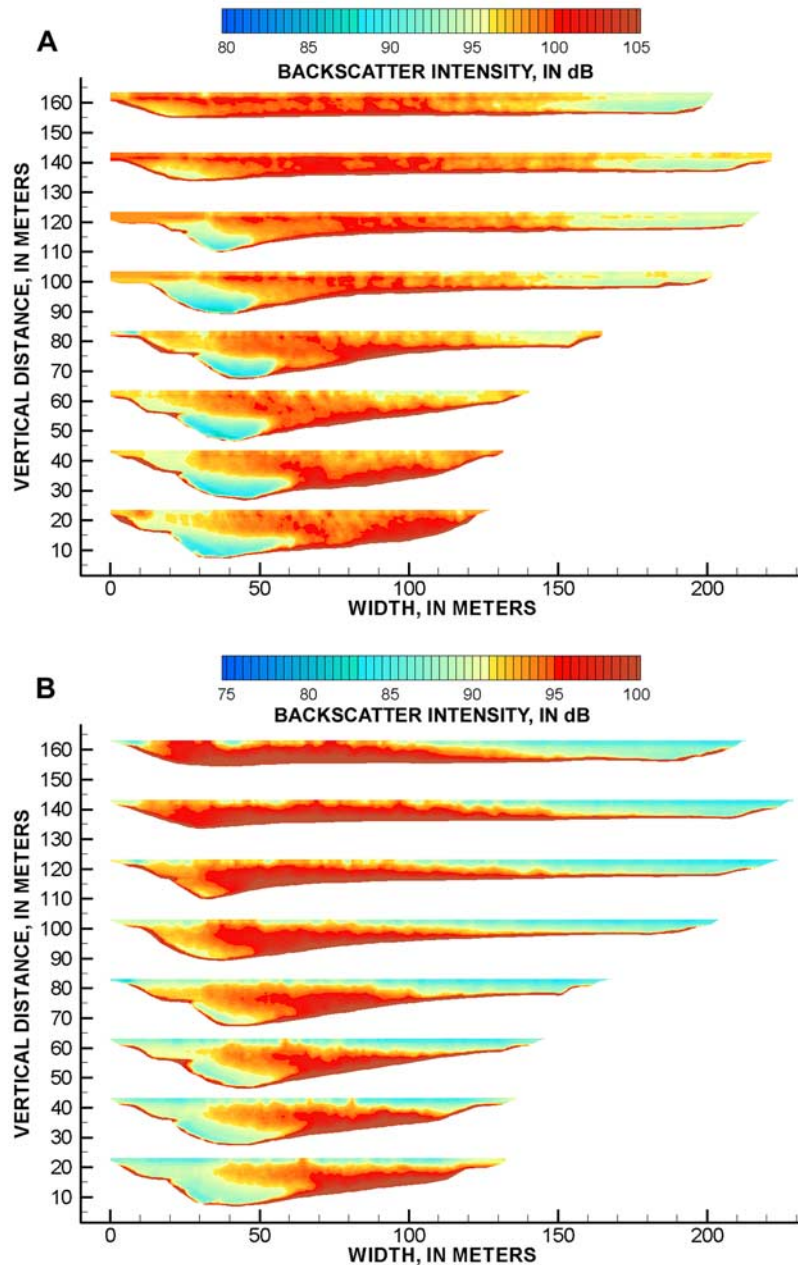 A
80 85 90 95 100 105
BACKSCATTER INTENSITY, IN dB
VERTICAL DISTANCE, IN METERS
160
150
140
130
120
110
100
90
80
70
60
50
40
30
20
10
0 50 100 150 200
WIDTH, IN METERS
B
75 80 85 90 95 100
BACKSCATTER INTENSITY, IN dB
VERTICAL DISTANCE, IN METERS
160
150
140
130
120
110
100
90
80
70
60
50
40
30
20
10
0 50 100 150 200
WIDTH, IN METERS